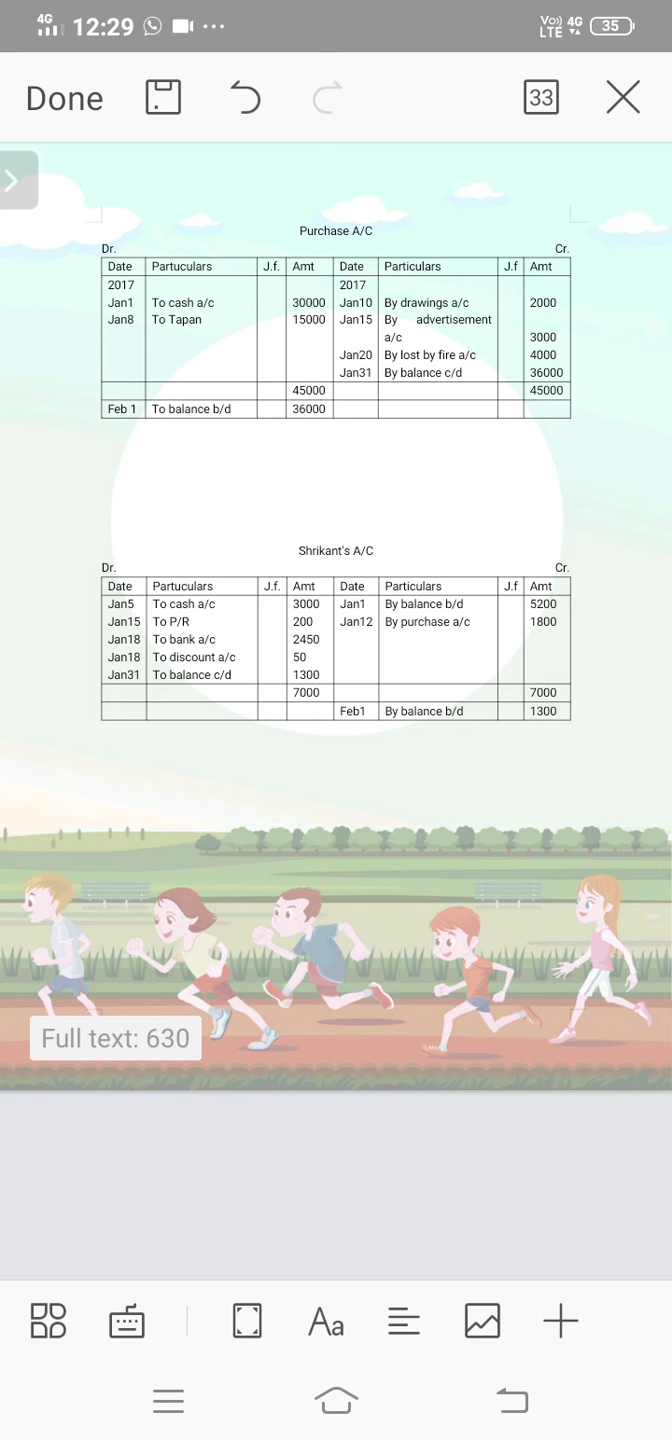 4G 12:29 ... Vo) LTE 4G 35
Done 33
Purchase A/C
Dr. Cr.
Date Partuculars J.f. Amt Date Particulars J.f Amt
2017 2017
Jan1 To cash a/c 30000 Jan10 By drawings a/c 2000
Jan8 To Tapan 15000 Jan15 By advertisement
a/c 3000
Jan20 By lost by fire a/c 4000
Jan31 By balance c/d 36000
45000 45000
Feb 1 To balance b/d 36000
Shrikant's A/C
Dr. Cr.
Date Partuculars J.f. Amt Date Particulars J.f Amt
Jan5 To cash a/c 3000 Jan1 By balance b/d 5200
Jan15 To P/R 200 Jan12 By purchase a/c 1800
Jan18 To bank a/c 2450
Jan18 To discount a/c 50
Jan31 To balance c/d 1300
7000 7000
Feb1 By balance b/d 1300
Full text: 630
Aa